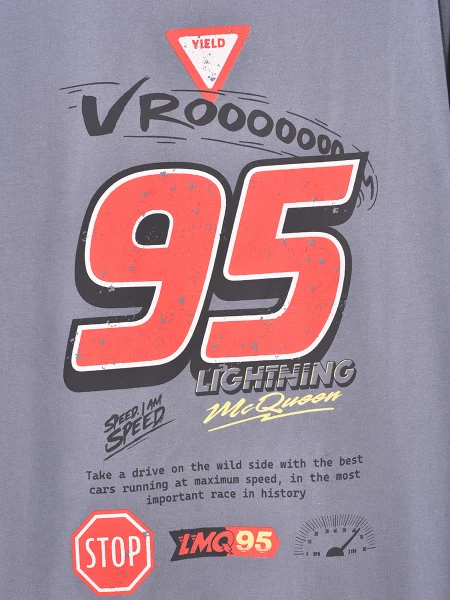 YIELD
VROOOOOOOOM
95
LIGHTNING
McQueen
SPEED. I AM
SPEED
Take a drive on the wild side with the best
cars running at maximum speed, in the most
important race in history
STOP
LMQ95